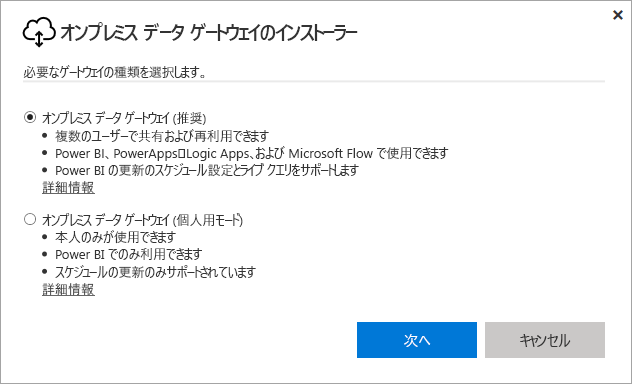 オンプレミス データ ゲートウェイのインストーラー
必要なゲートウェイの種類を選択します。
オンプレミス データ ゲートウェイ (推奨)
• 複数のユーザーで共有および再利用できます
• Power BI、PowerApps口Logic Apps、および Microsoft Flow で使用できます
• Power BI の更新のスケジュール設定とライブ クエリをサポートします
詳細情報
オンプレミス データ ゲートウェイ (個人用モード)
• 本人のみが使用できます
• Power BI でのみ利用できます
• スケジュールの更新のみサポートされています
詳細情報
次へ
キャンセル